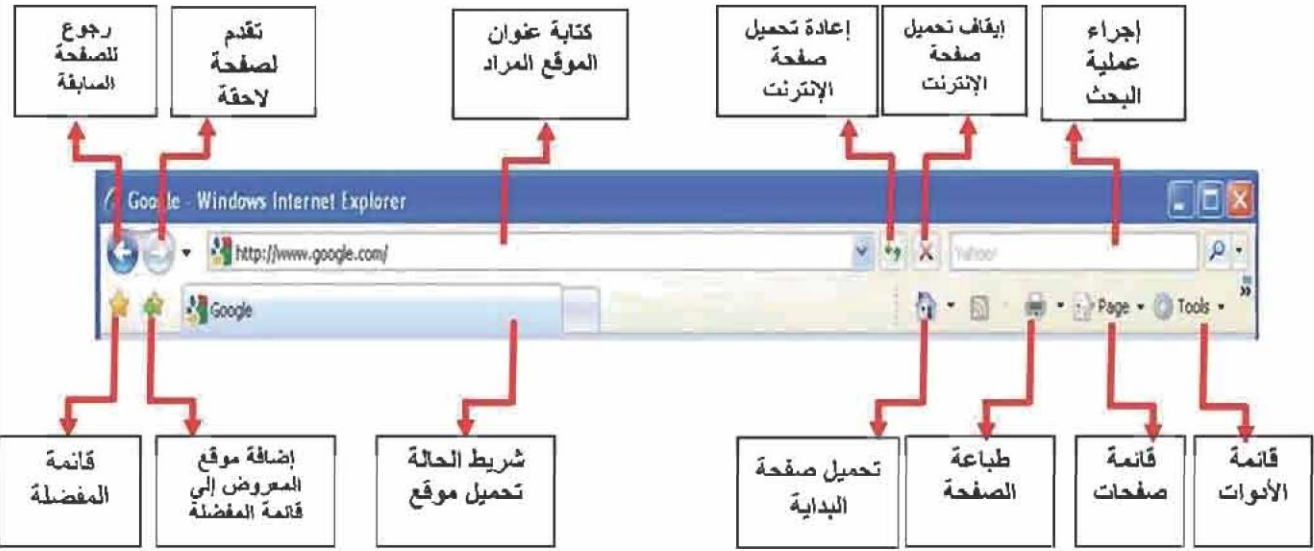 رجوع
للصفحة
السابقة
تقدم
لصفحة
لاحقة
كتابة عنوان
الموقع المراد
إعادة تحميل
صفحة
الإنترنت
إيقاف تحميل
صفحة
الإنترنت
إجراء
عملية
البحث
Google - Windows Internet Explorer
http://www.google.com/
Yahoo!
Google
Page
Tools
قائمة
المفضلة
إضافة موقع
المعروض إلى
قائمة المفضلة
شريط الحالة
تحميل موقع
تحميل صفحة
البداية
طباعة
الصفحة
قائمة
صفحات
قائمة
الأدوات